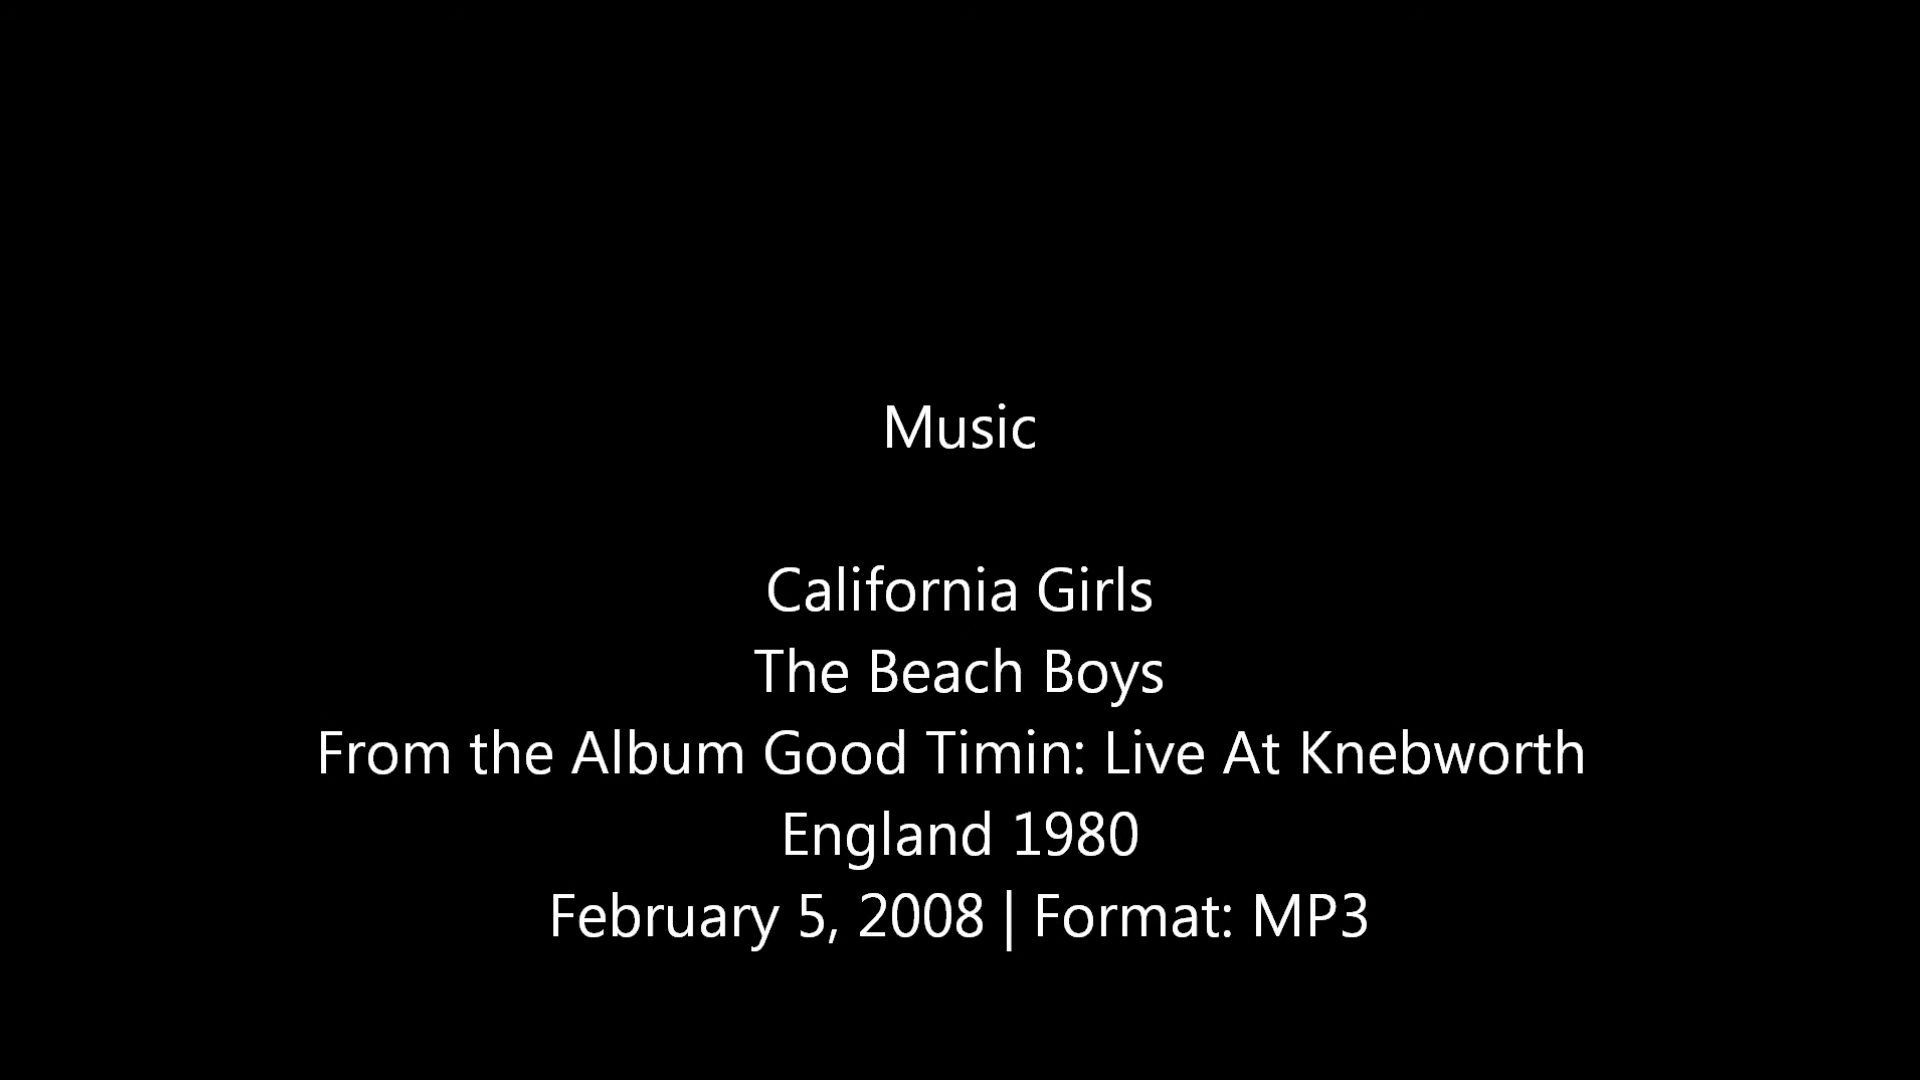 Music
California Girls
The Beach Boys
From the Album Good Timin: Live At Knebworth
England 1980
February 5, 2008 | Format: MP3